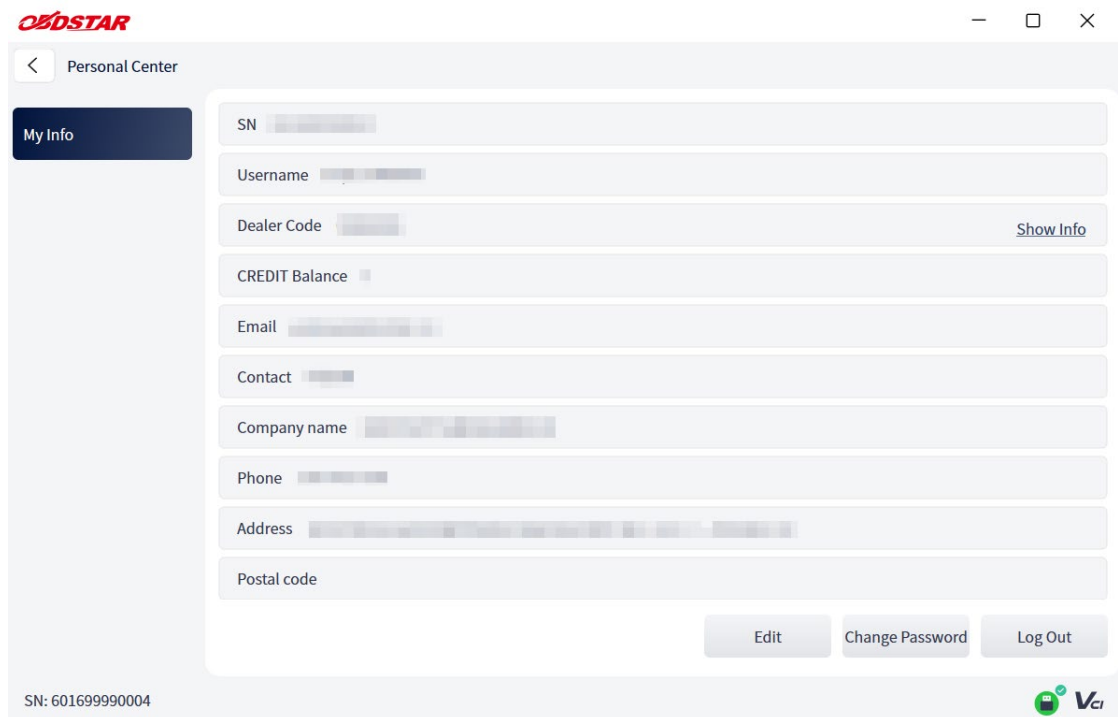 OBDSTAR
Personal Center
My Info
SN
Username
Dealer Code
Show Info
CREDIT Balance
Email
Contact
Company name
Phone
Address
Postal code
Edit Change Password Log Out
SN: 601699990004
VCI